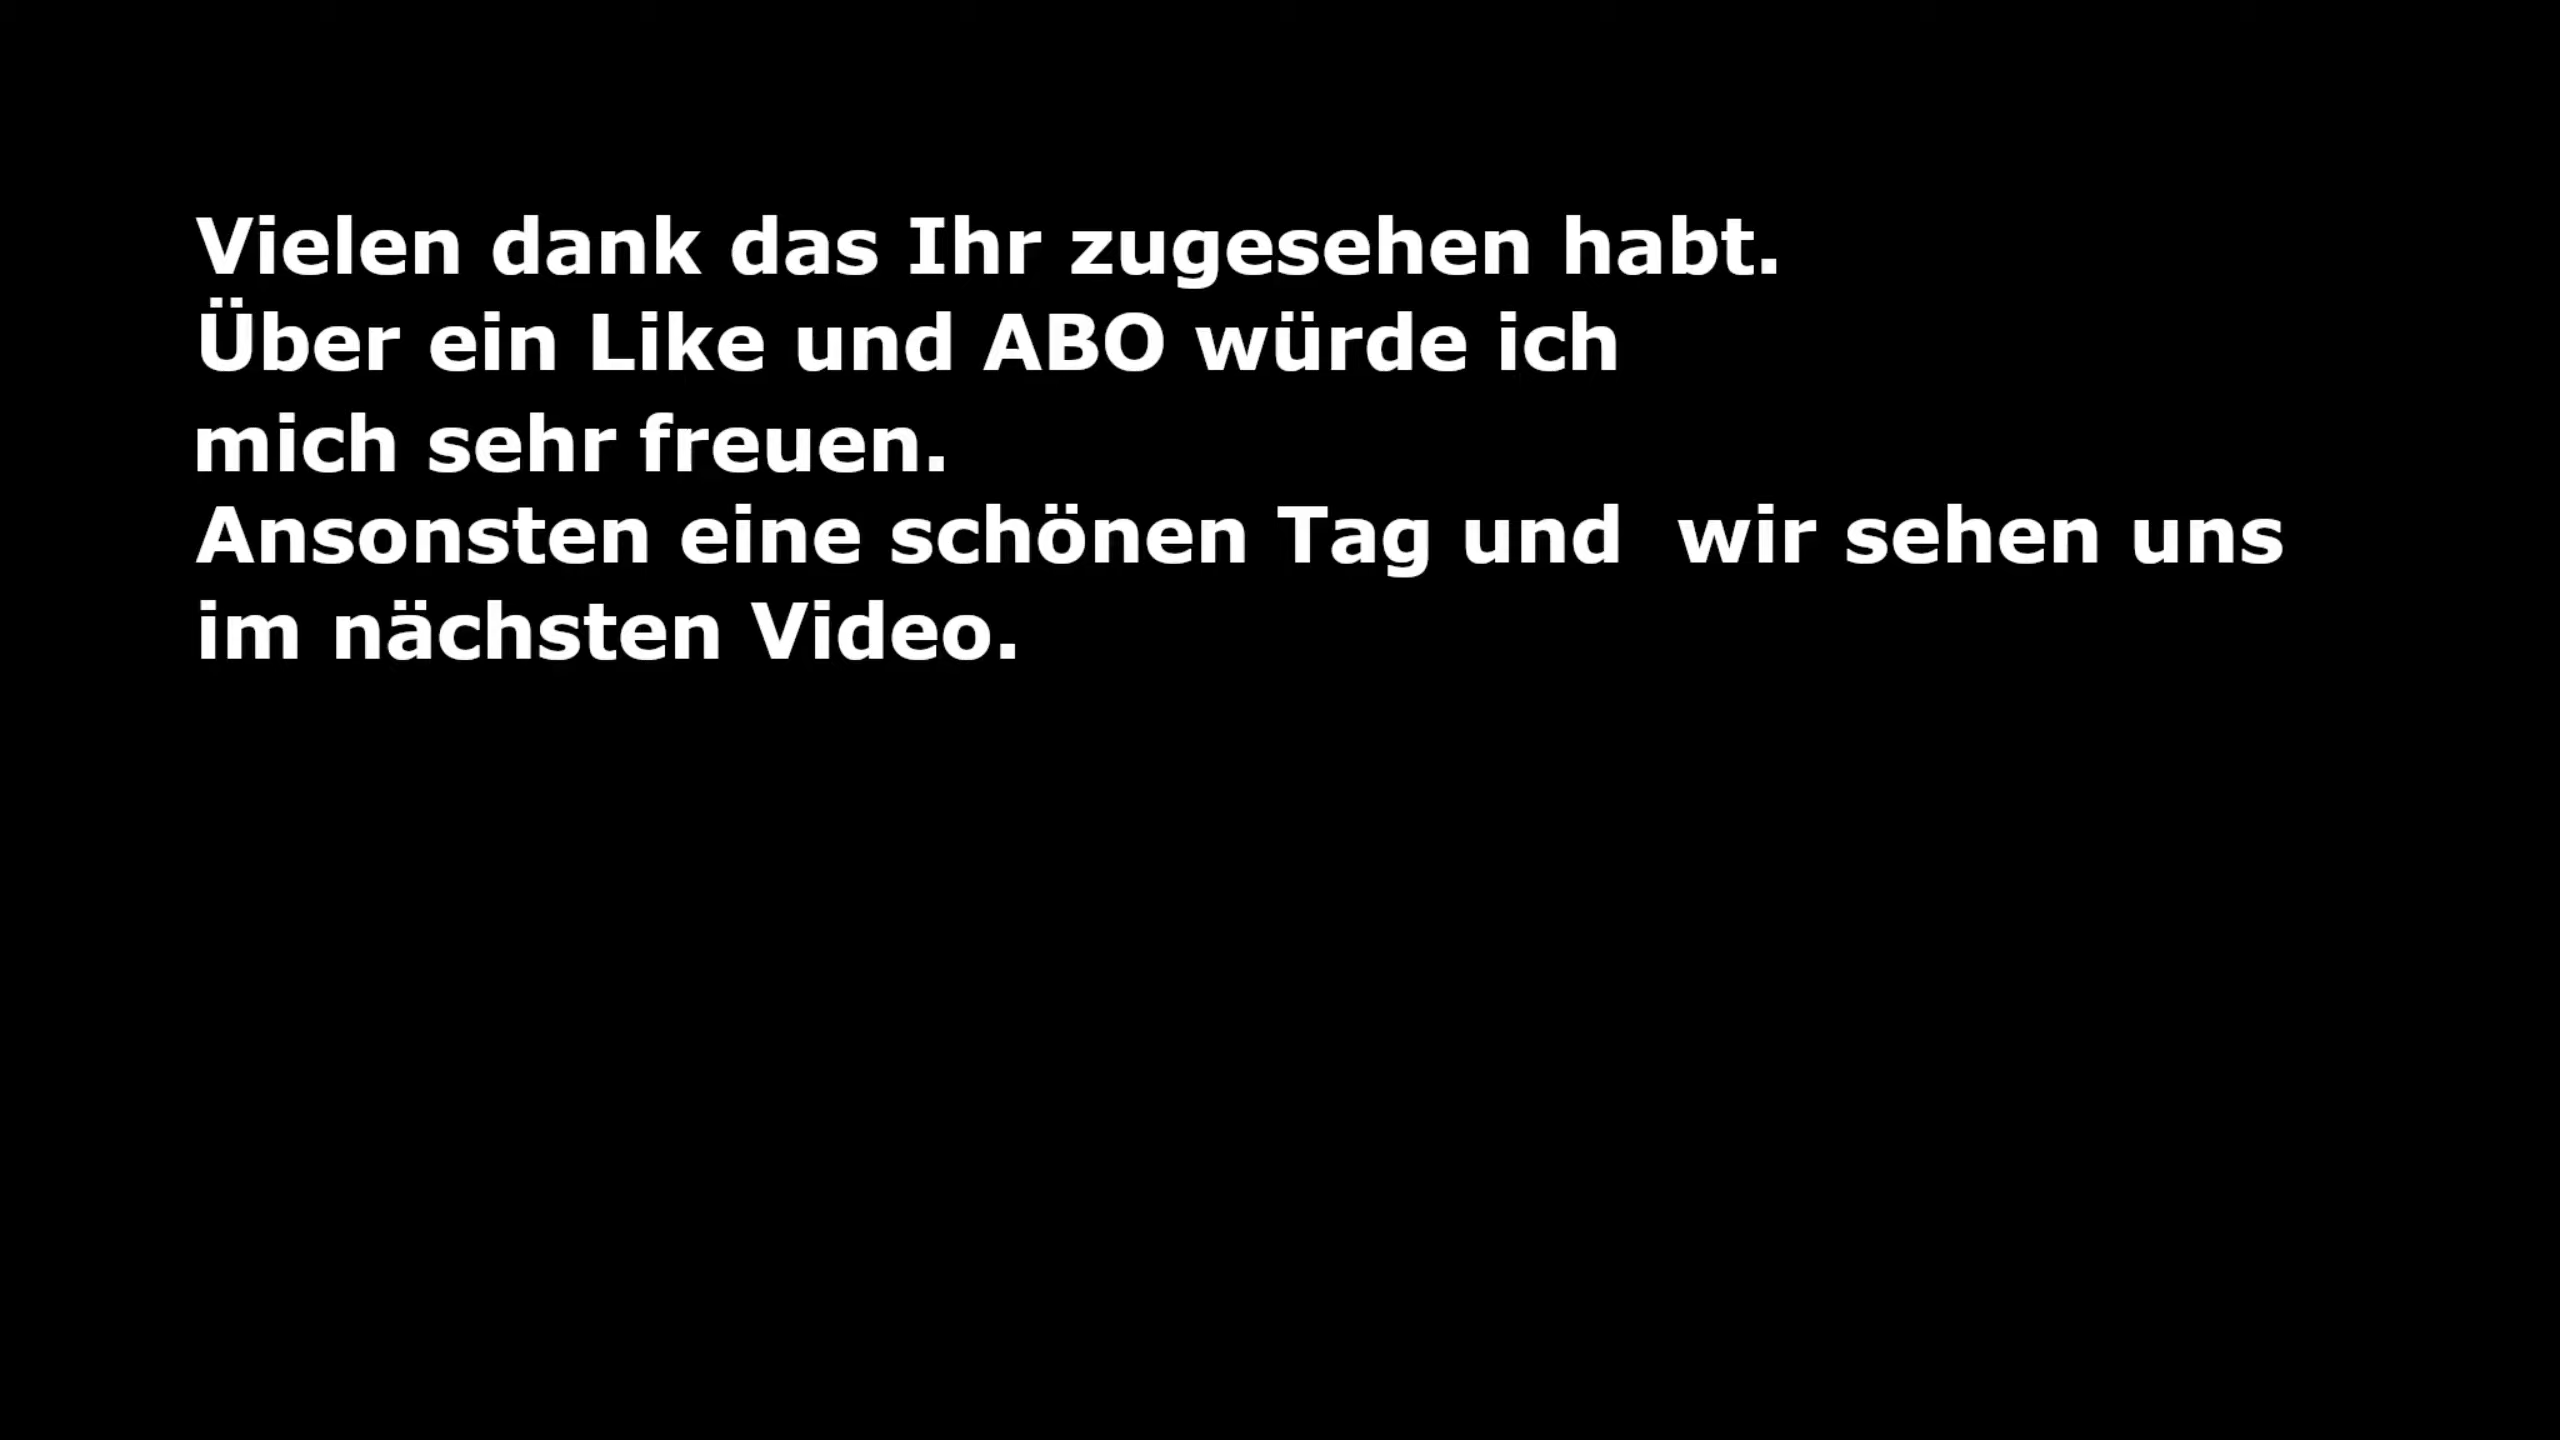 Vielen dank das Ihr zugesehen habt.
Über ein Like und ABO würde ich
mich sehr freuen.
Ansonsten eine schönen Tag und  wir sehen uns
im nächsten Video.